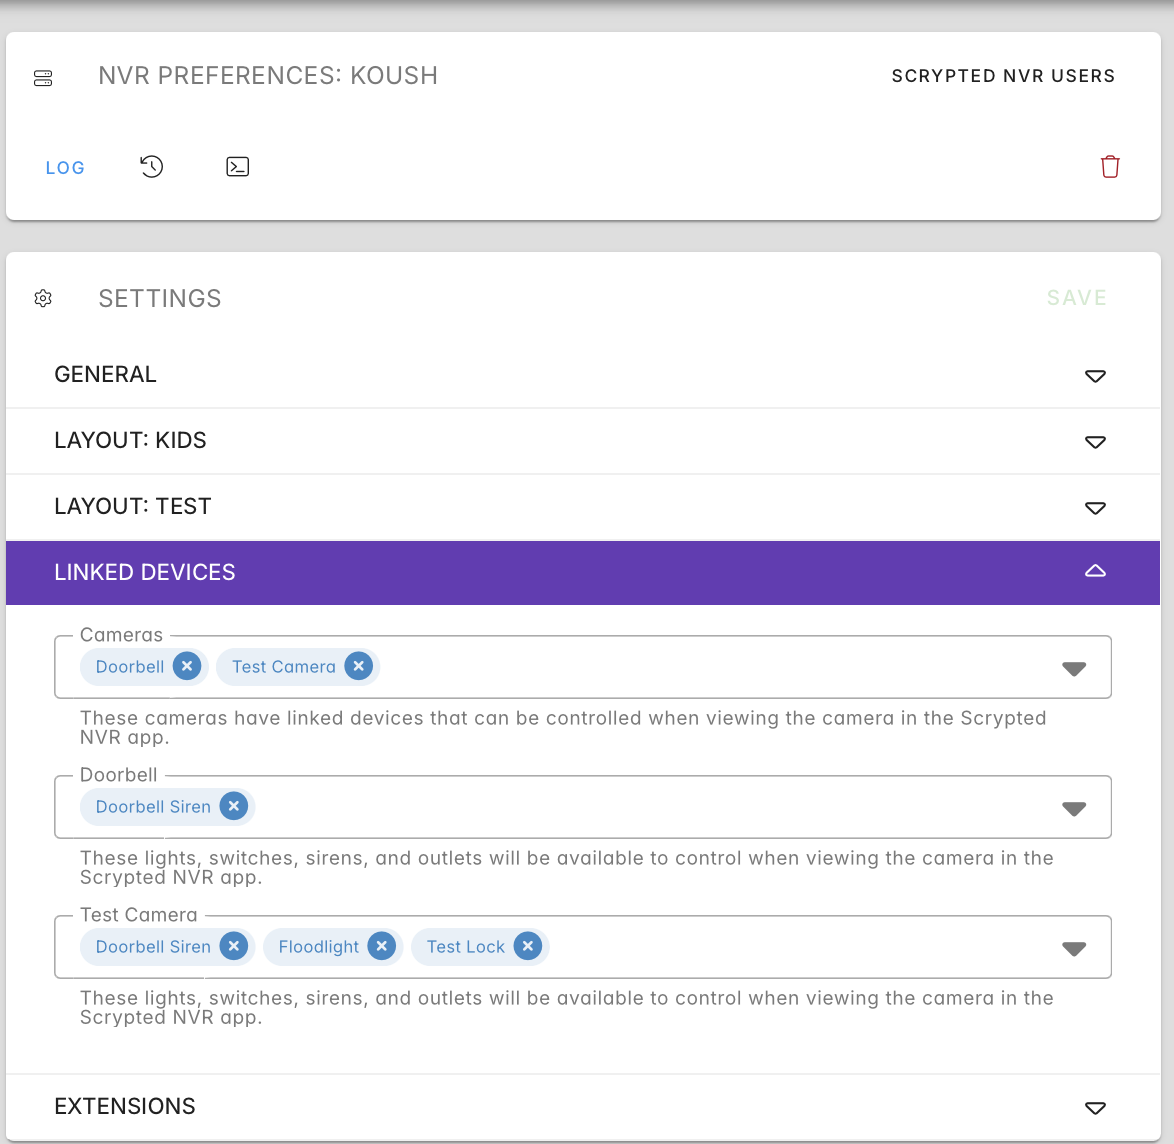 NVR PREFERENCES: KOUSH
SCRYPTED NVR USERS
LOG
SETTINGS
SAVE
GENERAL
LAYOUT: KIDS
LAYOUT: TEST
LINKED DEVICES
Cameras
Doorbell Test Camera
These cameras have linked devices that can be controlled when viewing the camera in the Scrypted
NVR app.
Doorbell
Doorbell Siren
These lights, switches, sirens, and outlets will be available to control when viewing the camera in the
Scrypted NVR app.
Test Camera
Doorbell Siren Floodlight Test Lock
These lights, switches, sirens, and outlets will be available to control when viewing the camera in the
Scrypted NVR app.
EXTENSIONS